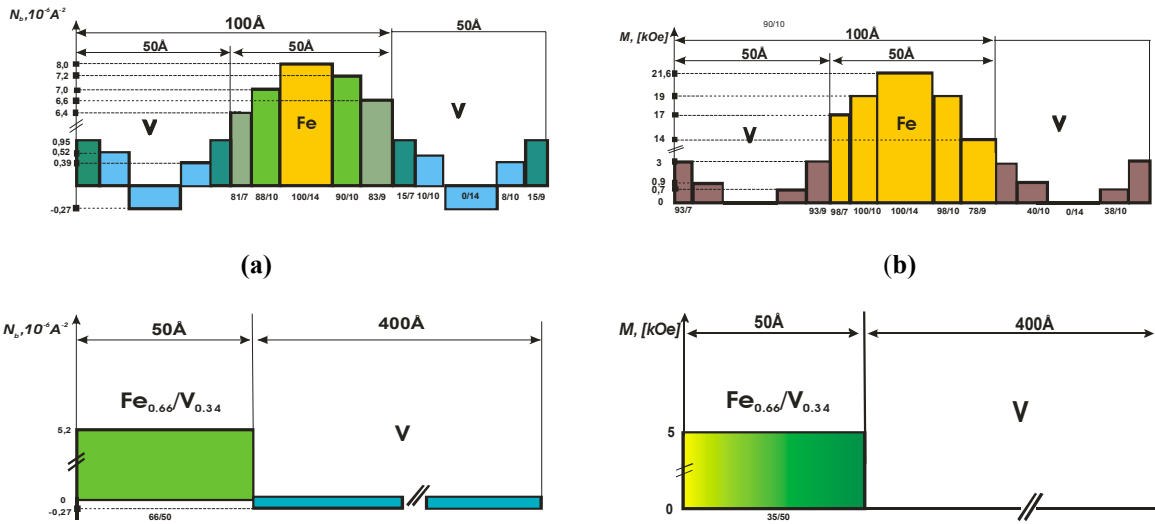 N_b,10^-6A^-2
100Å
50Å
50Å
50Å
8,0
7,2
7,0
6,6
6,4
0,95
0,52
0,39
-0,27
V
Fe
V
81/7 88/10 100/14 90/10 83/9 15/7 10/10 0/14 8/10 15/9
(a)
90/10
M, [kOe]
100Å
50Å
50Å
21,6
19
17
14
3
0,9
0,7
0
V
Fe
V
93/7 93/9 98/7 100/10 100/14 98/10 78/9 40/10 0/14 38/10
(b)
N_b,10^-6A^-2
50Å
400Å
Fe0.66/V0.34
V
5,2
0
-0,27
66/50
M, [kOe]
50Å
400Å
Fe0.66/V0.34
V
5
0
35/50